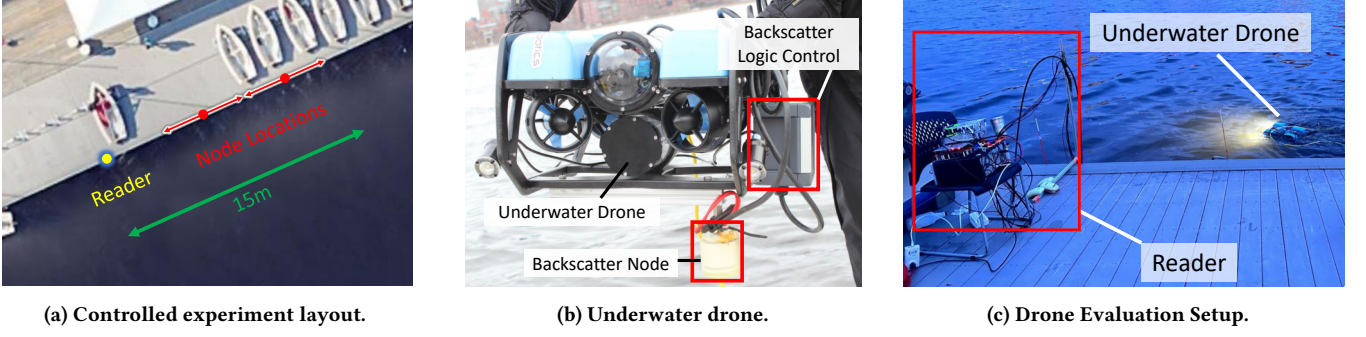 Reader
Node Locations
15m
ONICS
Backscatter
Logic Control
Underwater Drone
Backscatter Node
Underwater Drone
Reader
(a) Controlled experiment layout.
(b) Underwater drone.
(c) Drone Evaluation Setup.